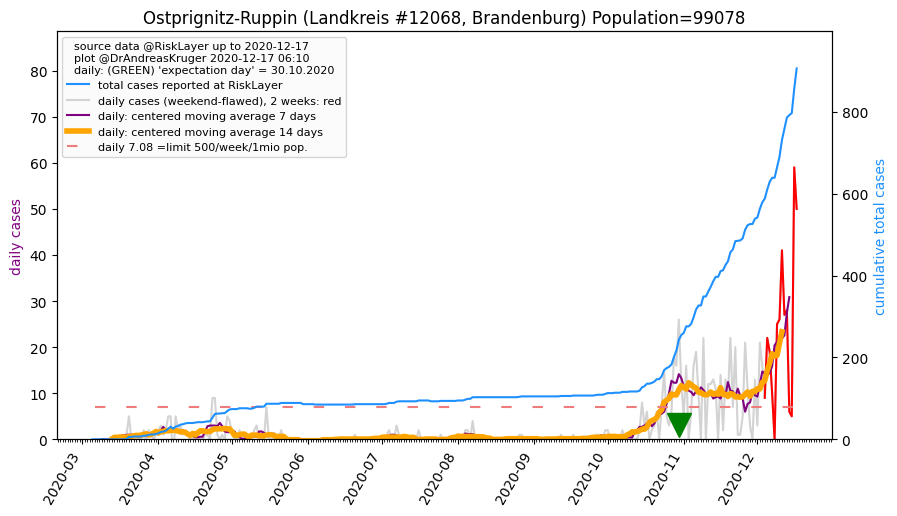 Ostprignitz-Ruppin (Landkreis #12068, Brandenburg) Population=99078
source data @RiskLayer up to 2020-12-17
plot @DrAndreasKruger 2020-12-17 06:10
daily: (GREEN) 'expectation day' = 30.10.2020
total cases reported at RiskLayer
daily cases (weekend-flawed), 2 weeks: red
daily: centered moving average 7 days
daily: centered moving average 14 days
daily 7.08 =limit 500/week/1mio pop.
daily cases
80
70
60
50
40
30
20
10
0
cumulative total cases
800
600
400
200
0
2020-03
2020-04
2020-05
2020-06
2020-07
2020-08
2020-09
2020-10
2020-11
2020-12